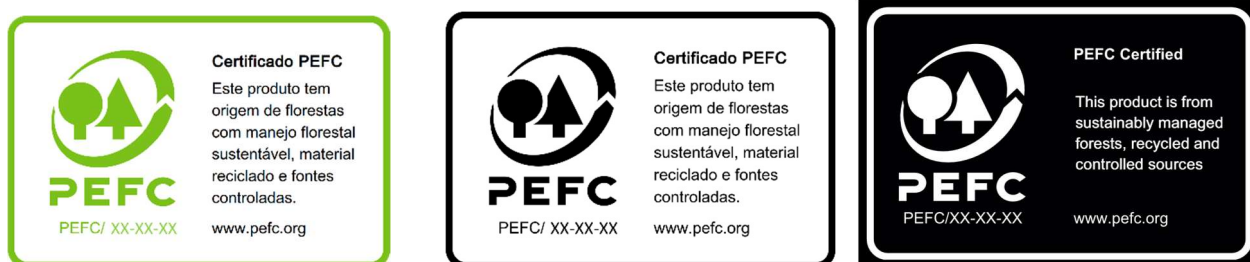 Certificado PEFC
Este produto tem
origem de florestas
com manejo florestal
sustentável, material
reciclado e fontes
controladas.
PEFC
PEFC/ XX-XX-XX
www.pefc.org
Certificado PEFC
Este produto tem
origem de florestas
com manejo florestal
sustentável, material
reciclado e fontes
controladas.
PEFC
PEFC/ XX-XX-XX
www.pefc.org
PEFC Certified
This product is from
sustainably managed
forests, recycled and
controlled sources
PEFC
PEFC/XX-XX-XX
www.pefc.org